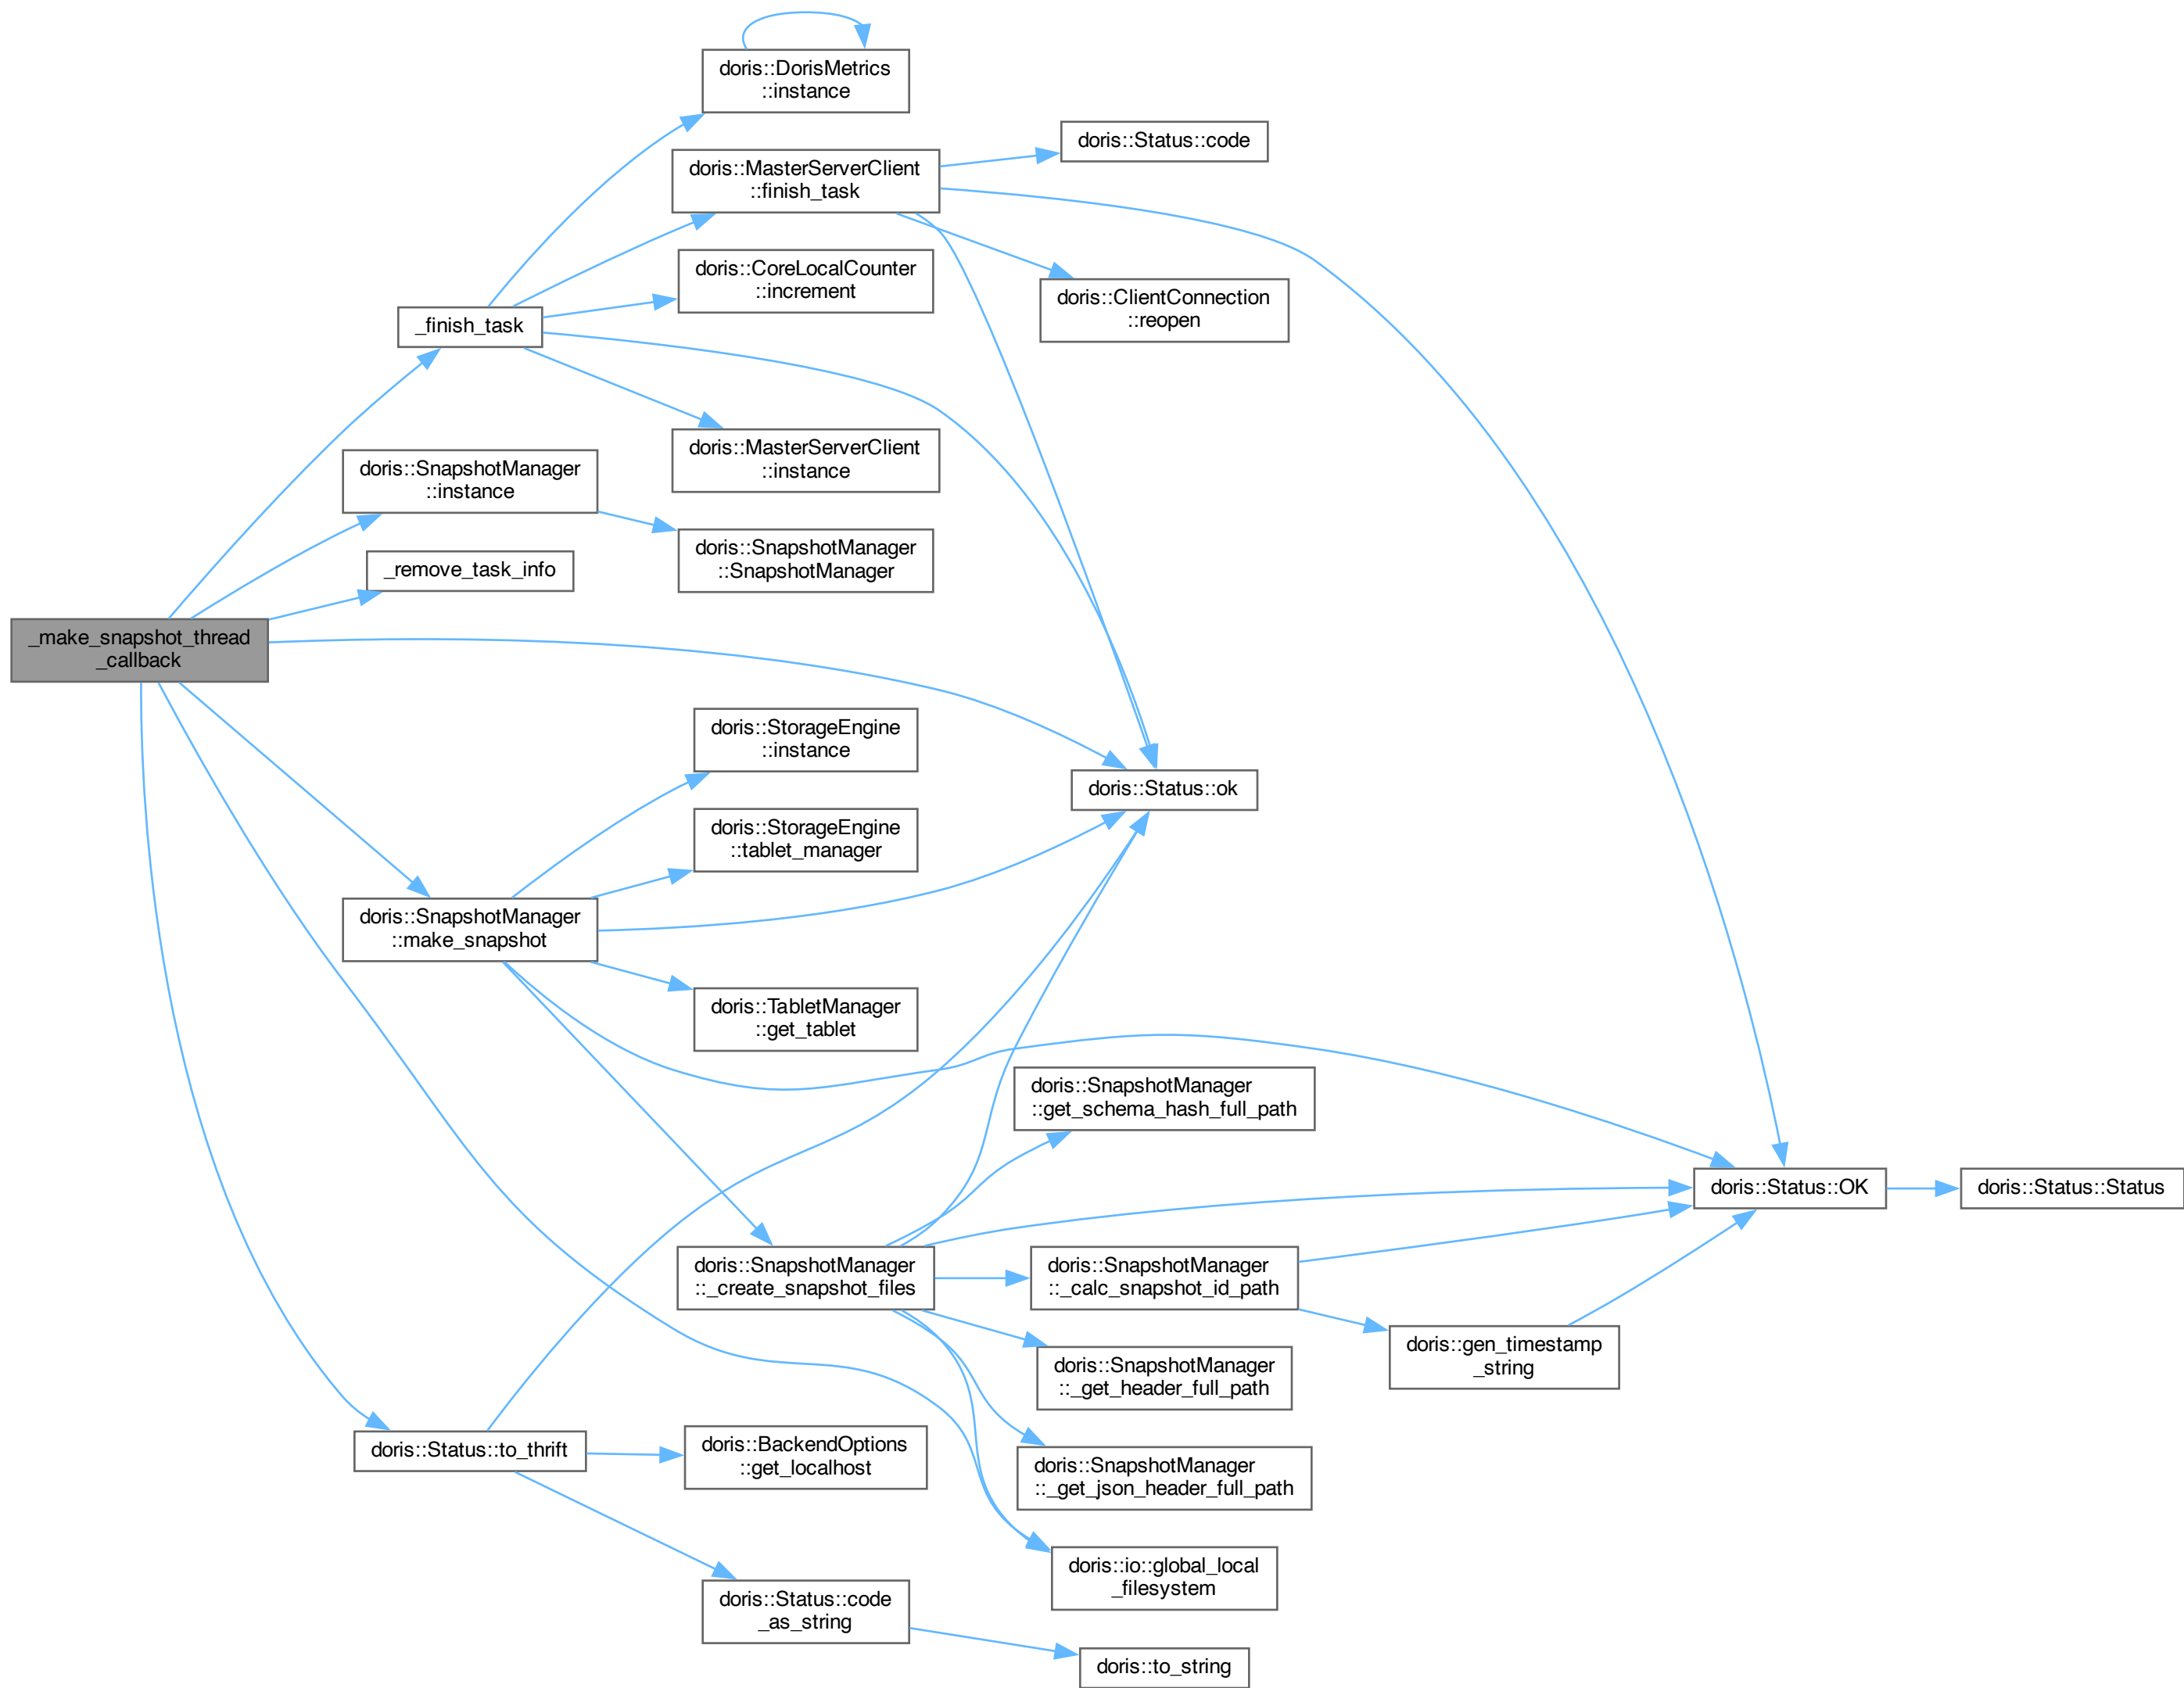 doris::DorisMetrics
::instance
doris::Status::code
doris::MasterServerClient
::finish_task
doris::CoreLocalCounter
::increment
doris::ClientConnection
::reopen
_finish_task
doris::MasterServerClient
::instance
doris::SnapshotManager
::instance
doris::SnapshotManager
::SnapshotManager
_remove_task_info
_make_snapshot_thread
_callback
doris::StorageEngine
::instance
doris::Status::ok
doris::StorageEngine
::tablet_manager
doris::SnapshotManager
::make_snapshot
doris::TabletManager
::get_tablet
doris::SnapshotManager
::get_schema_hash_full_path
doris::Status::OK
doris::Status::Status
doris::SnapshotManager
::_create_snapshot_files
doris::SnapshotManager
::_calc_snapshot_id_path
doris::gen_timestamp
_string
doris::SnapshotManager
::_get_header_full_path
doris::Status::to_thrift
doris::BackendOptions
::get_localhost
doris::SnapshotManager
::_get_json_header_full_path
doris::io::global_local
_filesystem
doris::Status::code
_as_string
doris::to_string